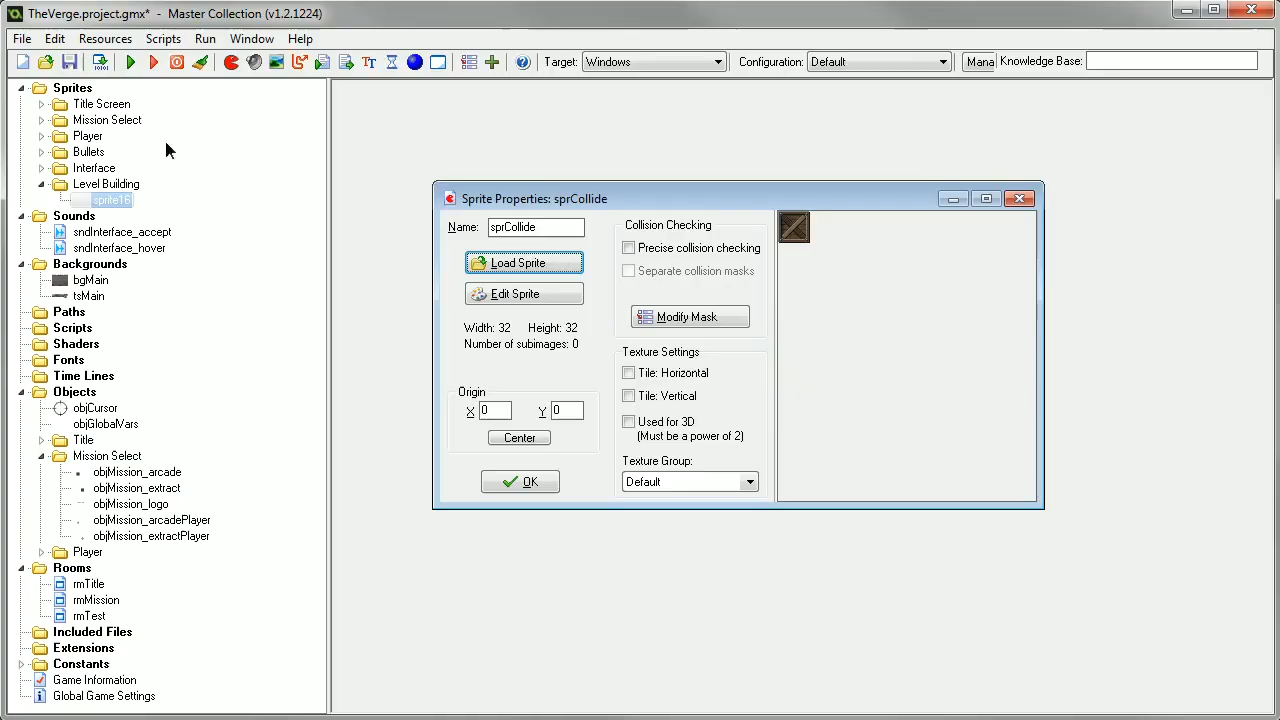 TheVerge.project.gmx* - Master Collection (v1.2.1224)
File Edit Resources Scripts Run Window Help
Target: Windows Configuration: Default Mana Knowledge Base:
Sprites
Title Screen
Mission Select
Player
Bullets
Interface
Level Building
sprite16
Sounds
sndInterface_accept
sndInterface_hover
Backgrounds
bgMain
tsMain
Paths
Scripts
Shaders
Fonts
Time Lines
Objects
objCursor
objGlobalVars
Title
Mission Select
objMission_arcade
objMission_extract
objMission_logo
objMission_arcadePlayer
objMission_extractPlayer
Player
Rooms
rmTitle
rmMission
rmTest
Included Files
Extensions
Constants
Game Information
Global Game Settings
Sprite Properties: sprCollide
Name: sprCollide
Load Sprite
Edit Sprite
Width: 32 Height: 32
Number of subimages: 0
Origin
X 0 Y 0
Center
OK
Collision Checking
Precise collision checking
Separate collision masks
Modify Mask
Texture Settings
Tile: Horizontal
Tile: Vertical
Used for 3D
(Must be a power of 2)
Texture Group:
Default